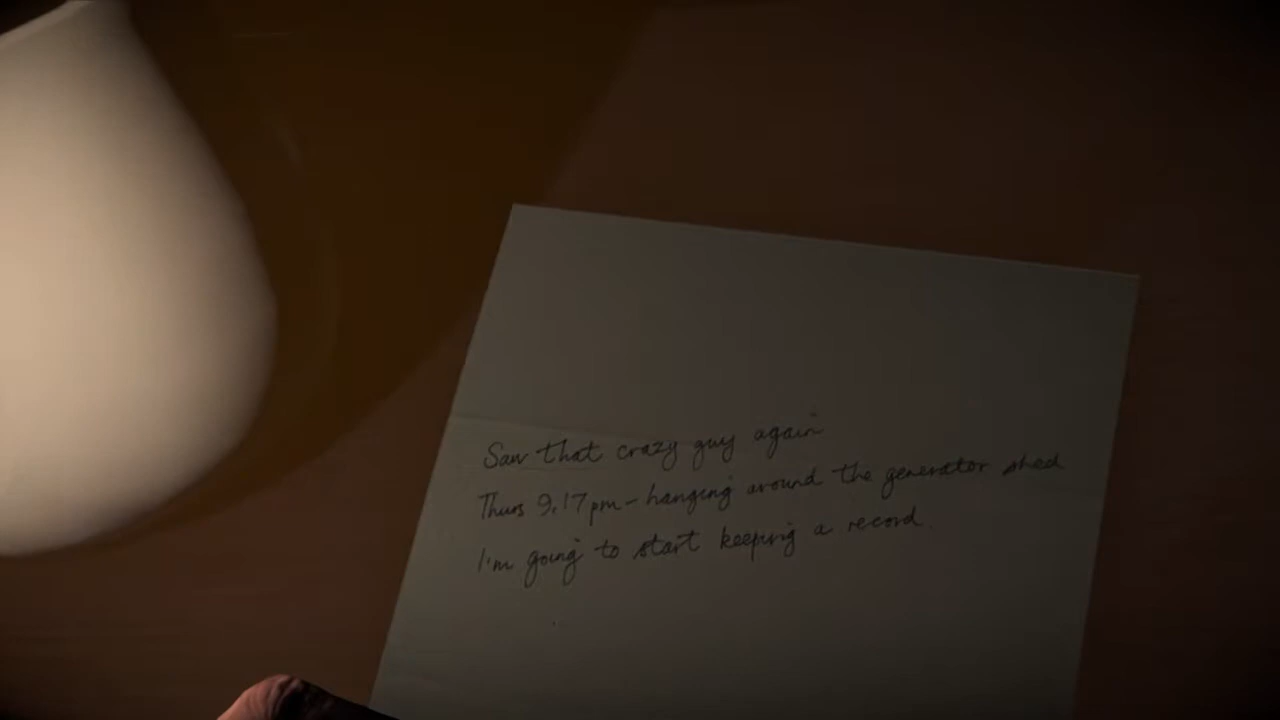 Saw that crazy guy again
Thurs 9.17pm - hanging around the generator shed
I'm going to start keeping a record.